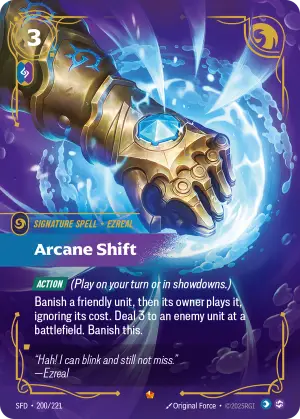 3
SIGNATURE SPELL • EZREAL
Arcane Shift
ACTION (Play on your turn or in showdowns.)
Banish a friendly unit, then its owner plays it,
ignoring its cost. Deal 3 to an enemy unit at a
battlefield. Banish this.
"Hah! I can blink and still not miss."
—Ezreal
SFD • 200/221
Original Force • ©2025RGI